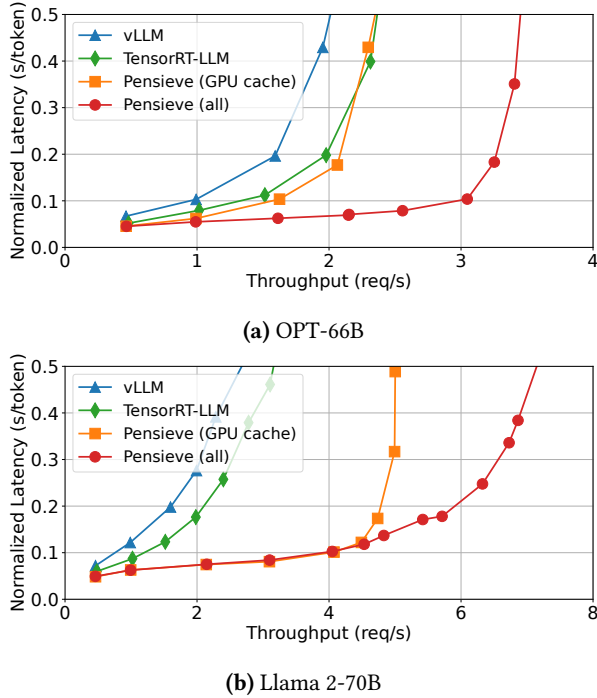 Normalized Latency (s/token)
0.5
0.4
0.3
0.2
0.1
0.0
vLLM
TensorRT-LLM
Pensieve (GPU cache)
Pensieve (all)
0 1 2 3 4
Throughput (req/s)
(a) OPT-66B
Normalized Latency (s/token)
0.5
0.4
0.3
0.2
0.1
0.0
vLLM
TensorRT-LLM
Pensieve (GPU cache)
Pensieve (all)
0 2 4 6 8
Throughput (req/s)
(b) Llama 2-70B